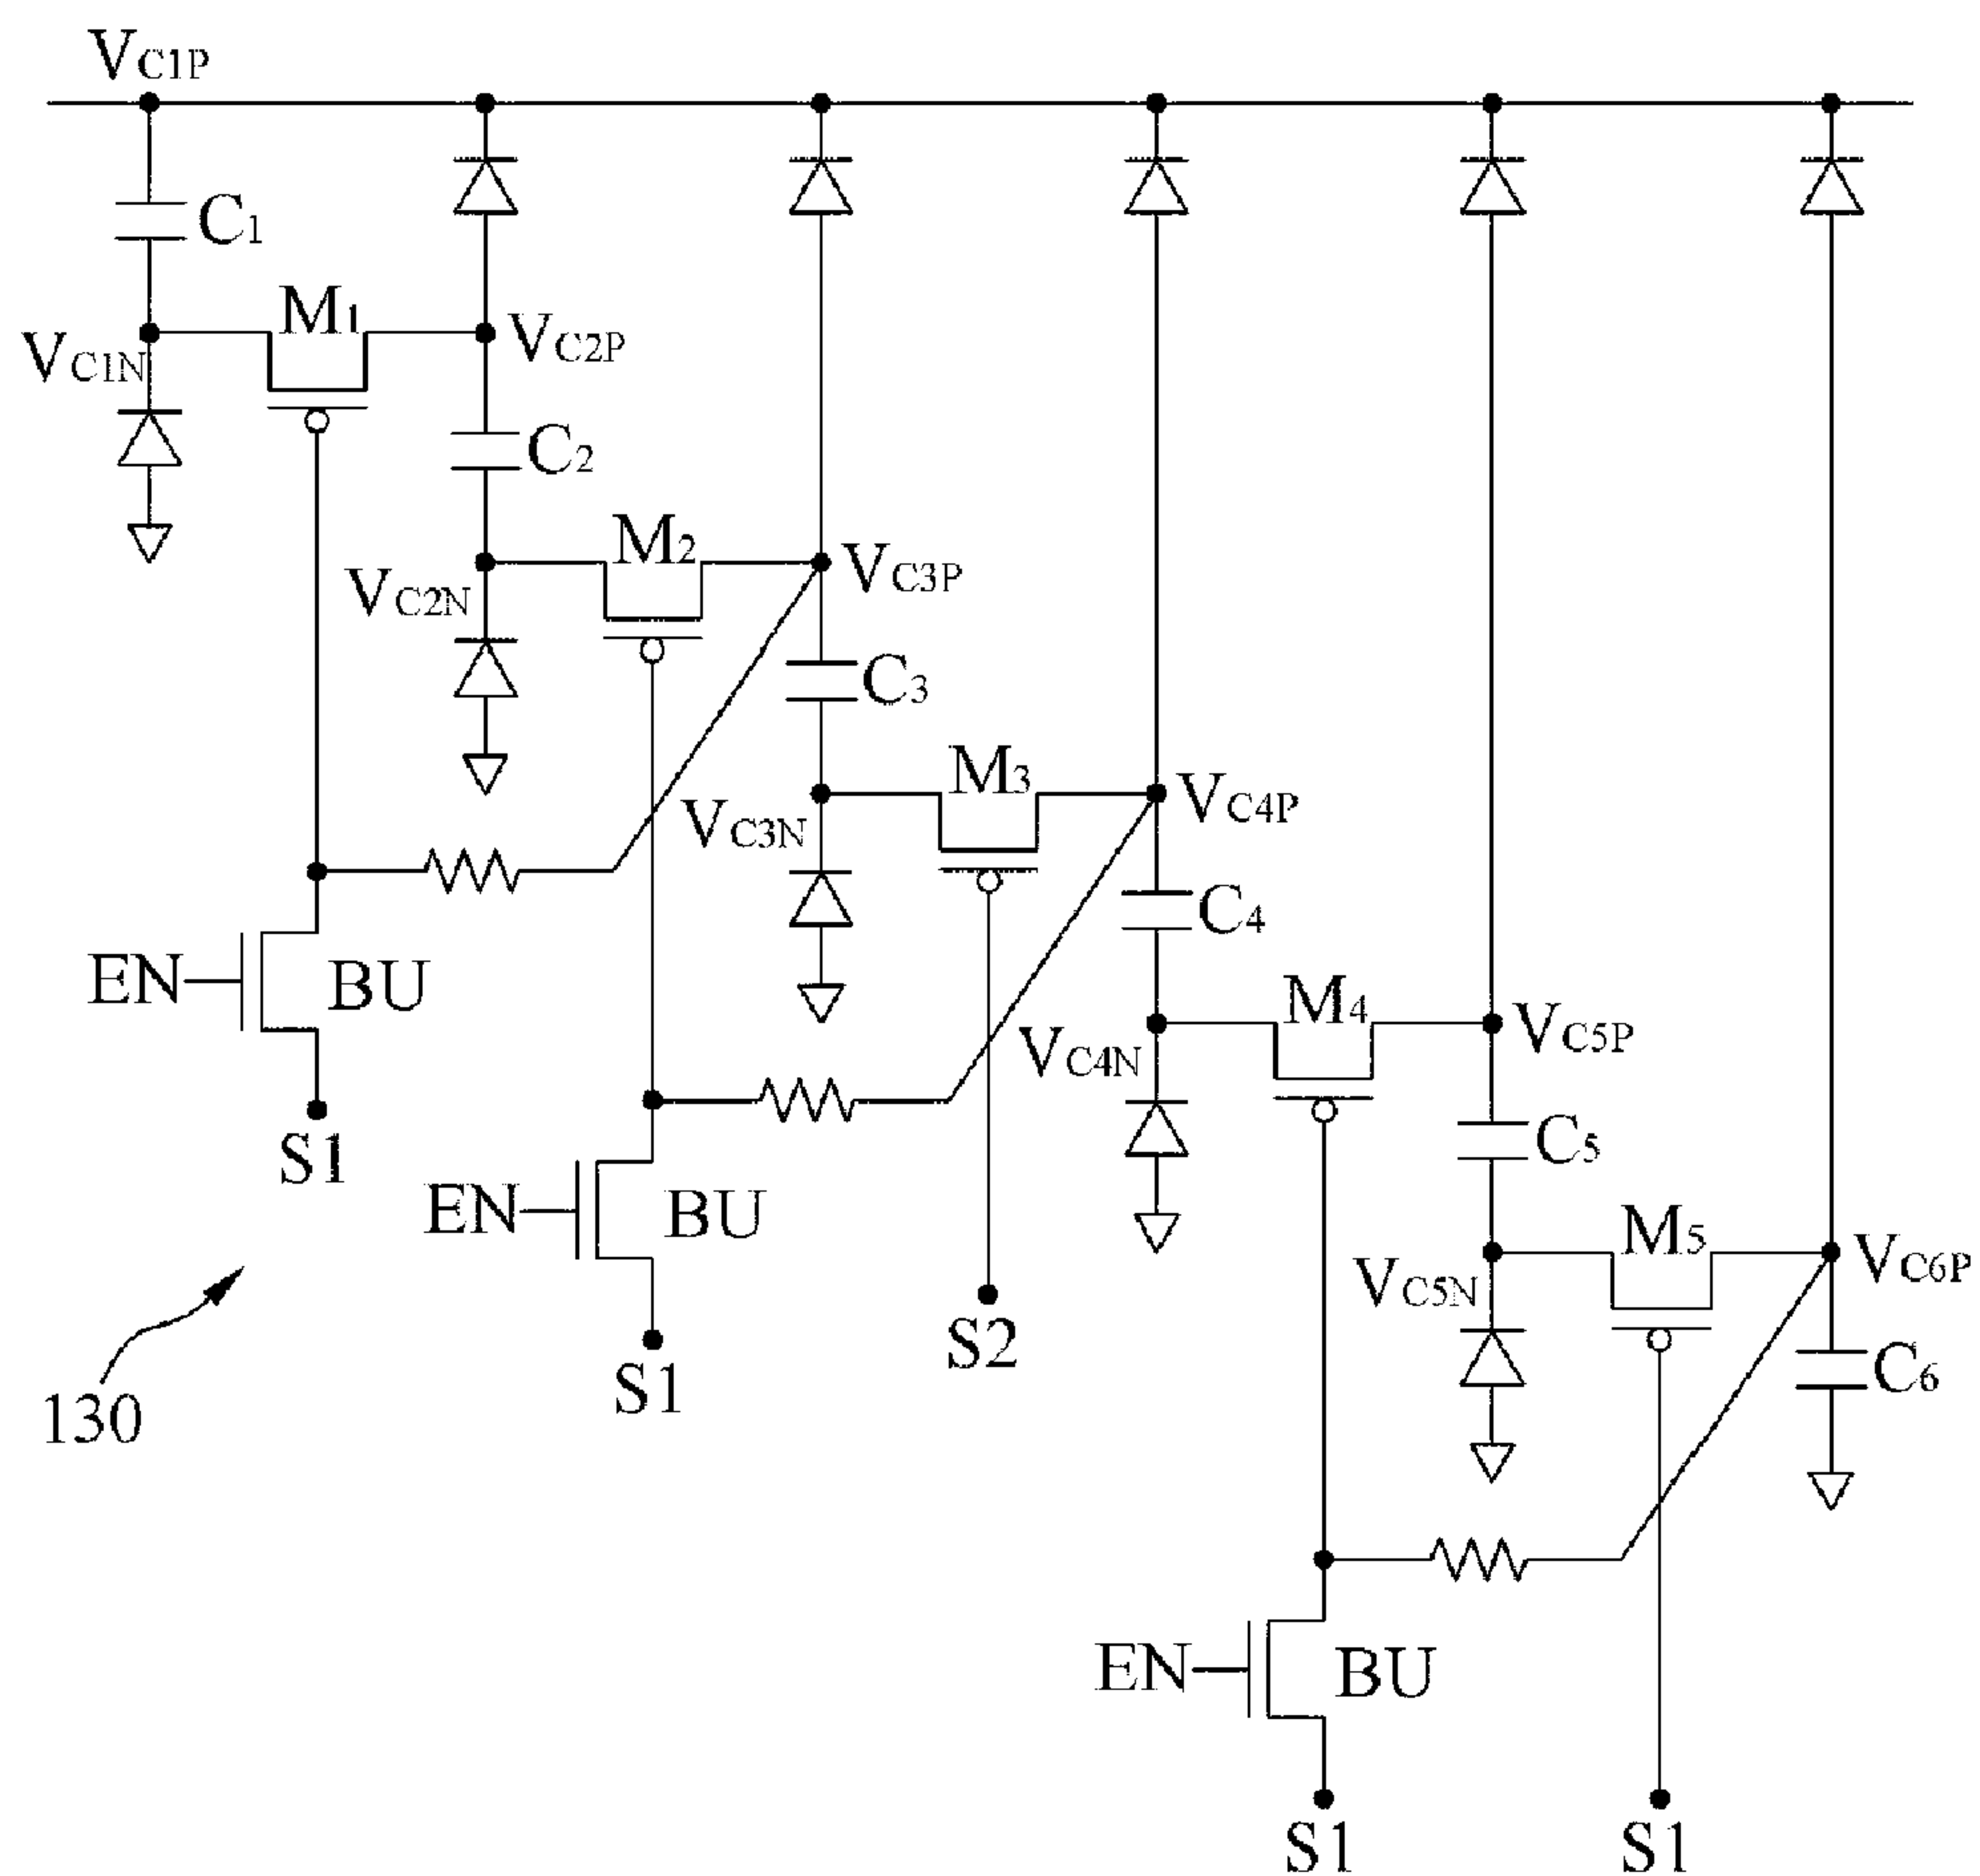 VC1P
C1
M1
VC1N
VC2P
C2
M2
VC2N
VC3P
C3
M3
VC3N
VC4P
C4
EN
BU
M4
VC4N
VC5P
S1
C5
EN
BU
M5
VC5N
VC6P
S2
C6
S1
130
EN
BU
S1
S1